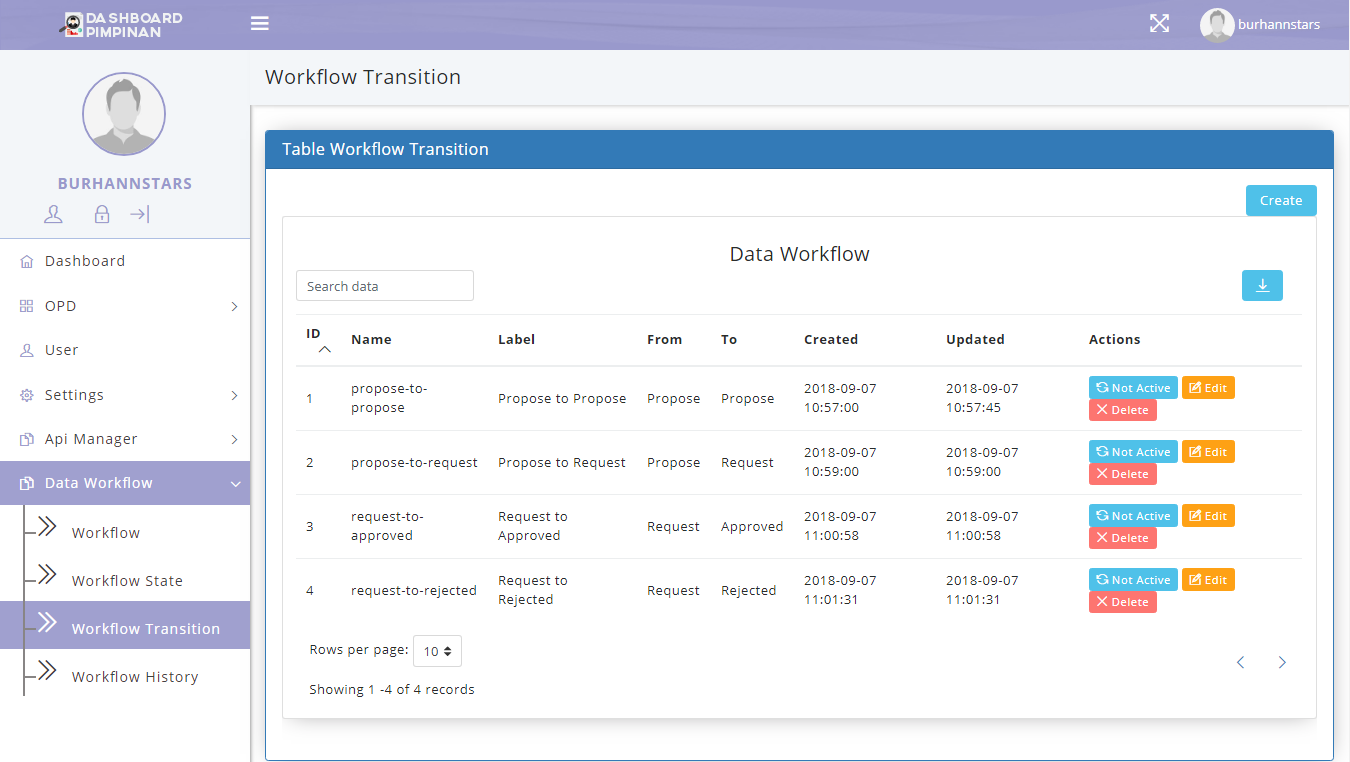 DASHBOARD
PIMPINAN
burhannstars
BURHANNSTARS
Dashboard
OPD
User
Settings
Api Manager
Data Workflow
Workflow
Workflow State
Workflow Transition
Workflow History
Workflow Transition
Table Workflow Transition
Create
Data Workflow
Search data
ID Name Label From To Created Updated Actions
1 propose-to- Propose to Propose Propose Propose 2018-09-07 2018-09-07 Not Active Edit
propose 10:57:00 10:57:45 Delete
2 propose-to-request Propose to Request Propose Request 2018-09-07 2018-09-07 Not Active Edit
10:59:00 10:59:00 Delete
3 request-to- Request to Request Approved 2018-09-07 2018-09-07 Not Active Edit
approved Approved 11:00:58 11:00:58 Delete
4 request-to-rejected Request to Request Rejected 2018-09-07 2018-09-07 Not Active Edit
Rejected 11:01:31 11:01:31 Delete
Rows per page: 10
Showing 1 -4 of 4 records